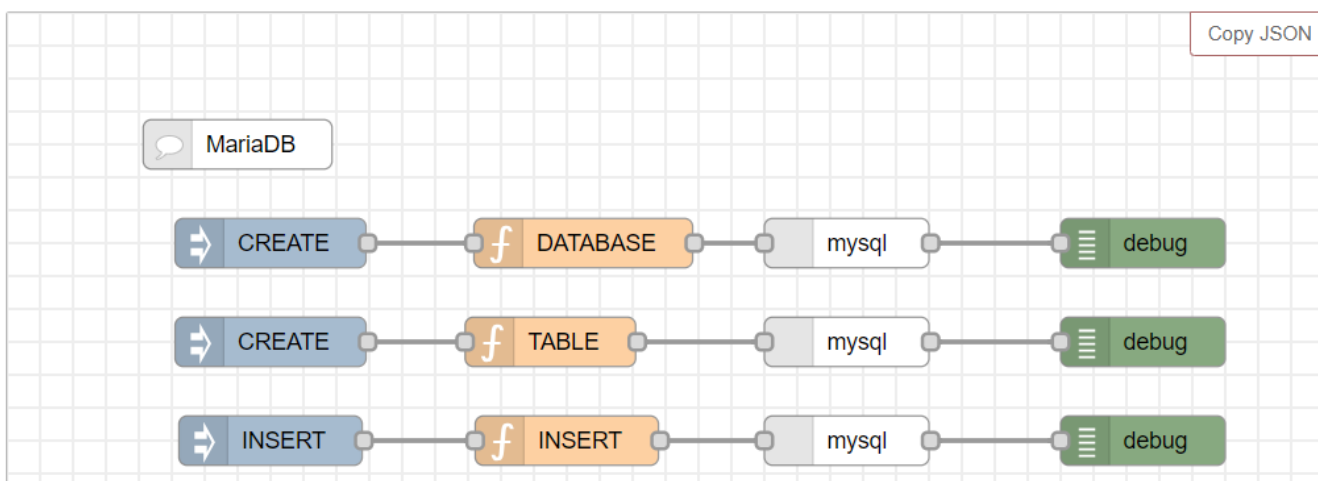 Copy JSON
MariaDB
CREATE DATABASE mysql debug
CREATE TABLE mysql debug
INSERT INSERT mysql debug